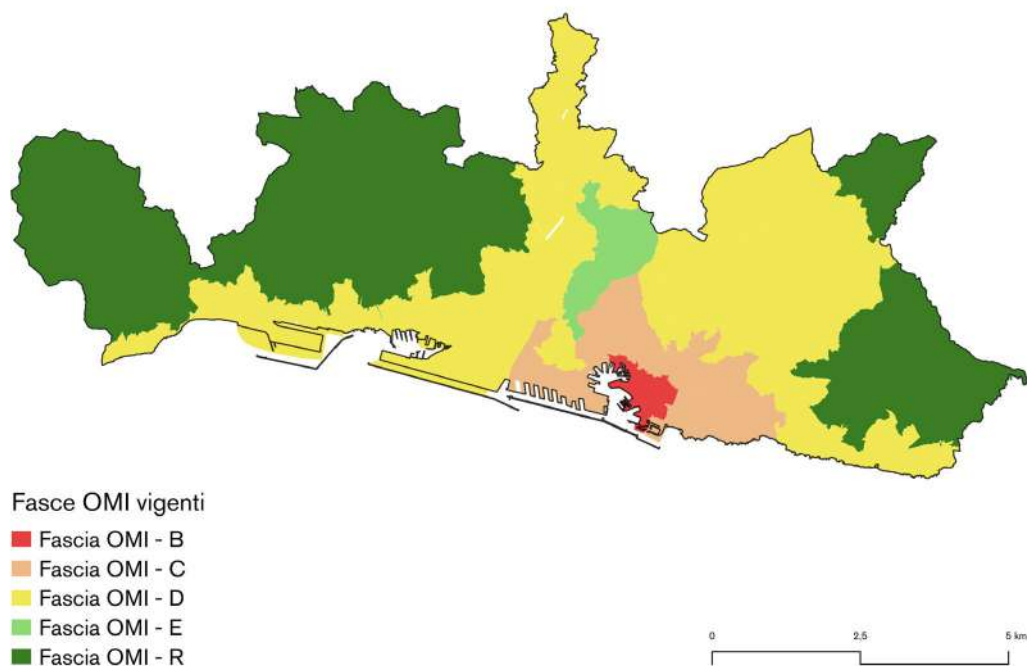 Fasce OMI vigenti
Fascia OMI - B
Fascia OMI - C
Fascia OMI - D
Fascia OMI - E
Fascia OMI - R
0 2,5 5 km